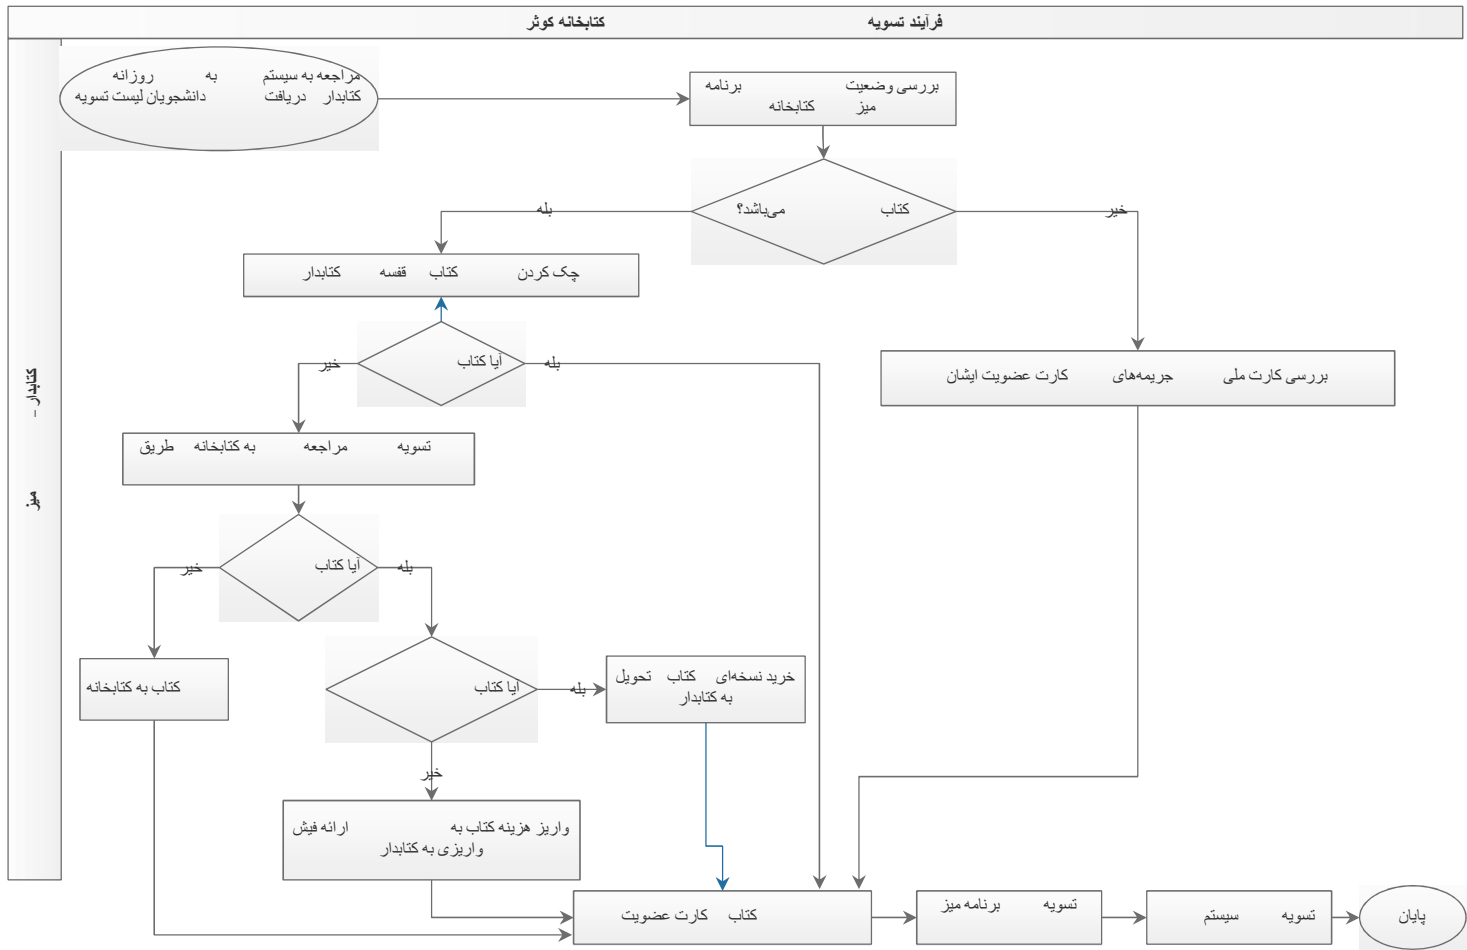 فرآیند تسویه کتابخانه کوثر
مراجعه به سیستم به روزانه
کتابدار دریافت دانشجویان لیست تسویه
بررسی وضعیت برنامه
میز کتابخانه
کتاب می‌باشد؟
بله
خیر
چک کردن کتاب قفسه کتابدار
آیا کتاب
خیر
بله
بررسی کارت ملی جریمه‌های کارت عضویت ایشان
تسویه مراجعه به کتابخانه طریق
آیا کتاب
خیر
بله
کتاب به کتابخانه
آیا کتاب
بله
خرید نسخه‌ای کتاب تحویل
به کتابدار
خیر
واریز هزینه کتاب به ارائه فیش
واریزی به کتابدار
کتاب کارت عضویت
تسویه برنامه میز
تسویه سیستم
پایان
کتابدار – میز